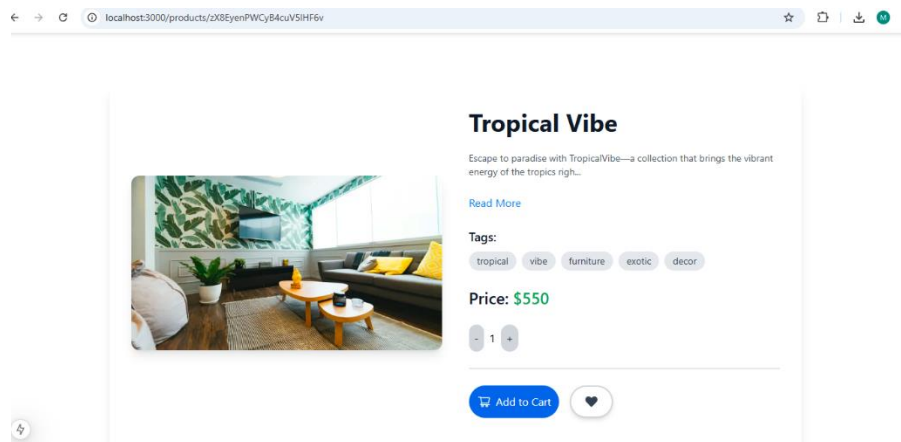 localhost:3000/products/zX8EyenPWCyB4cuV5lHF6v
M
Tropical Vibe
Escape to paradise with TropicalVibe—a collection that brings the vibrant
energy of the tropics righ...
Read More
Tags:
tropical vibe furniture exotic decor
Price: $550
- 1 +
Add to Cart